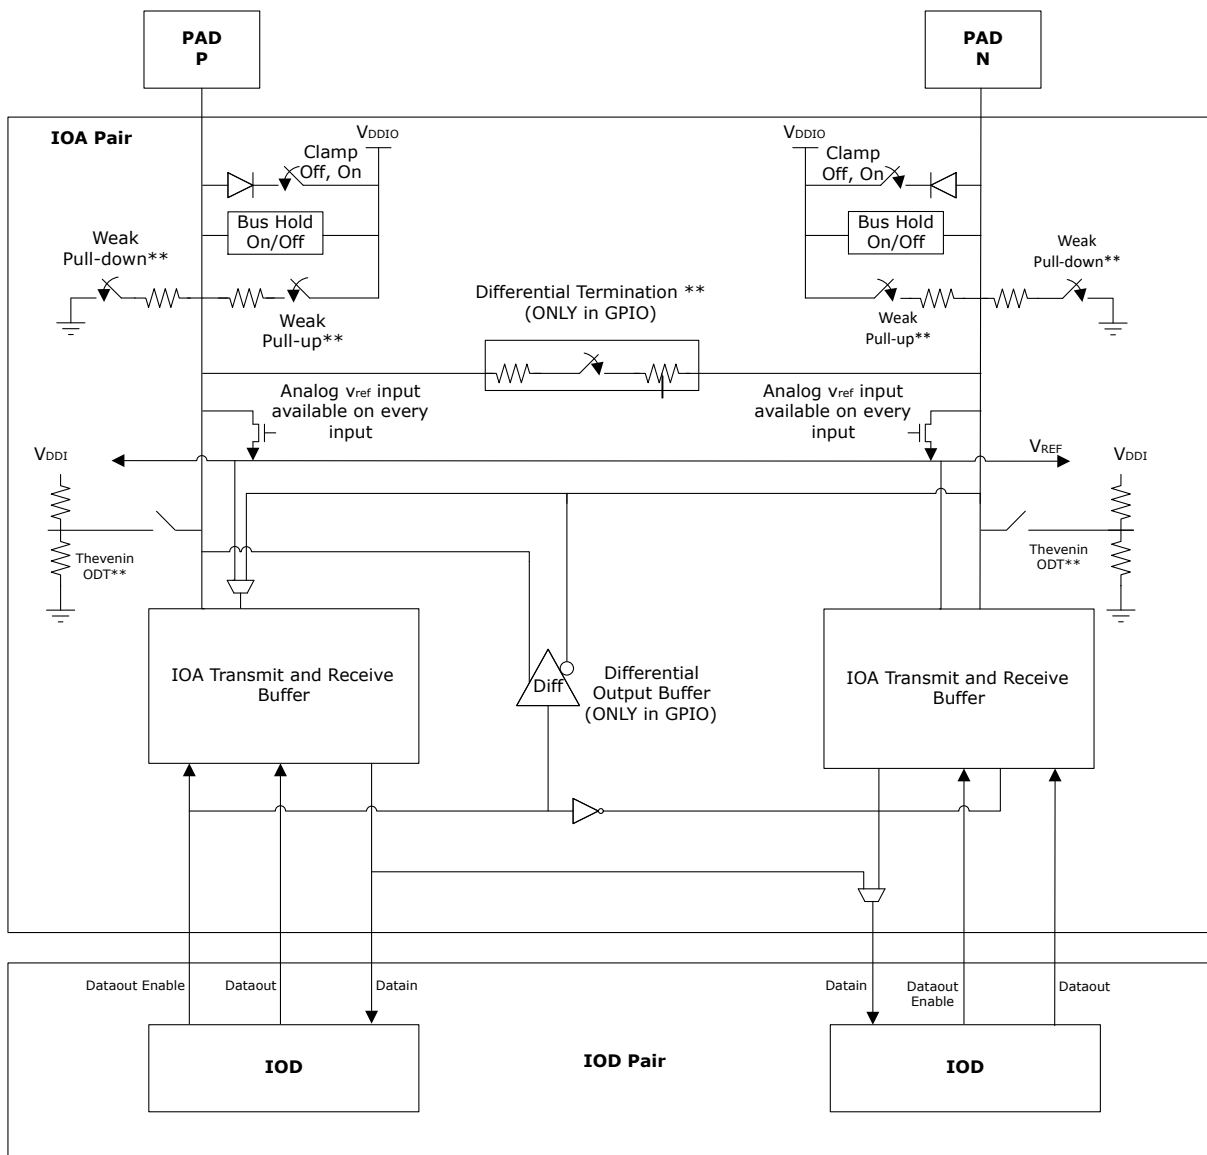 PAD
P
PAD
N
IOA Pair
VDDIO
Clamp
Off, On
Bus Hold
On/Off
Weak
Pull-down**
Weak
Pull-up**
VDDIO
Clamp
Off, On
Bus Hold
On/Off
Weak
Pull-down**
Weak
Pull-up**
Differential Termination **
(ONLY in GPIO)
Analog vref input
available on every
input
Analog vref input
available on every
input
VDDI
VREF
VDDI
Thevenin
ODT**
Thevenin
ODT**
IOA Transmit and Receive
Buffer
Diff
Differential
Output Buffer
(ONLY in GPIO)
IOA Transmit and Receive
Buffer
Dataout Enable
Dataout
Datain
Datain
Dataout
Enable
Dataout
IOD
IOD Pair
IOD